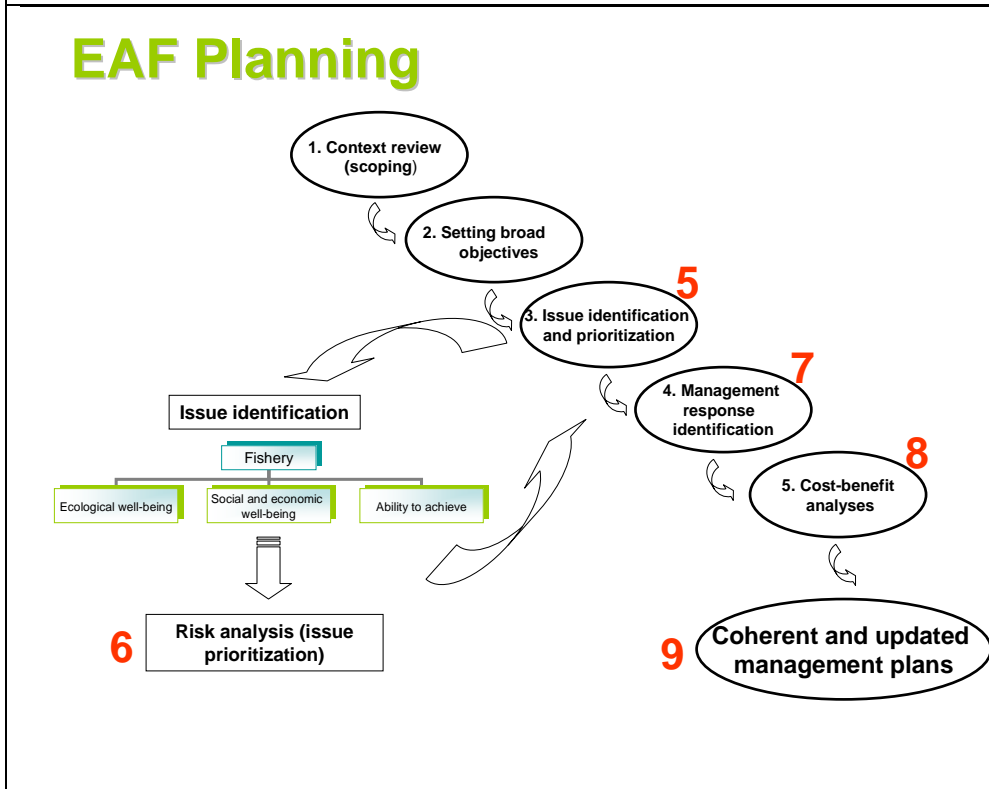 EAF Planning
1. Context review
(scoping)
2. Setting broad
objectives
5
3. Issue identification
and prioritization
7
4. Management
response
identification
8
5. Cost-benefit
analyses
Issue identification
Fishery
Ecological well-being
Social and economic
well-being
Ability to achieve
6
Risk analysis (issue
prioritization)
9
Coherent and updated
management plans